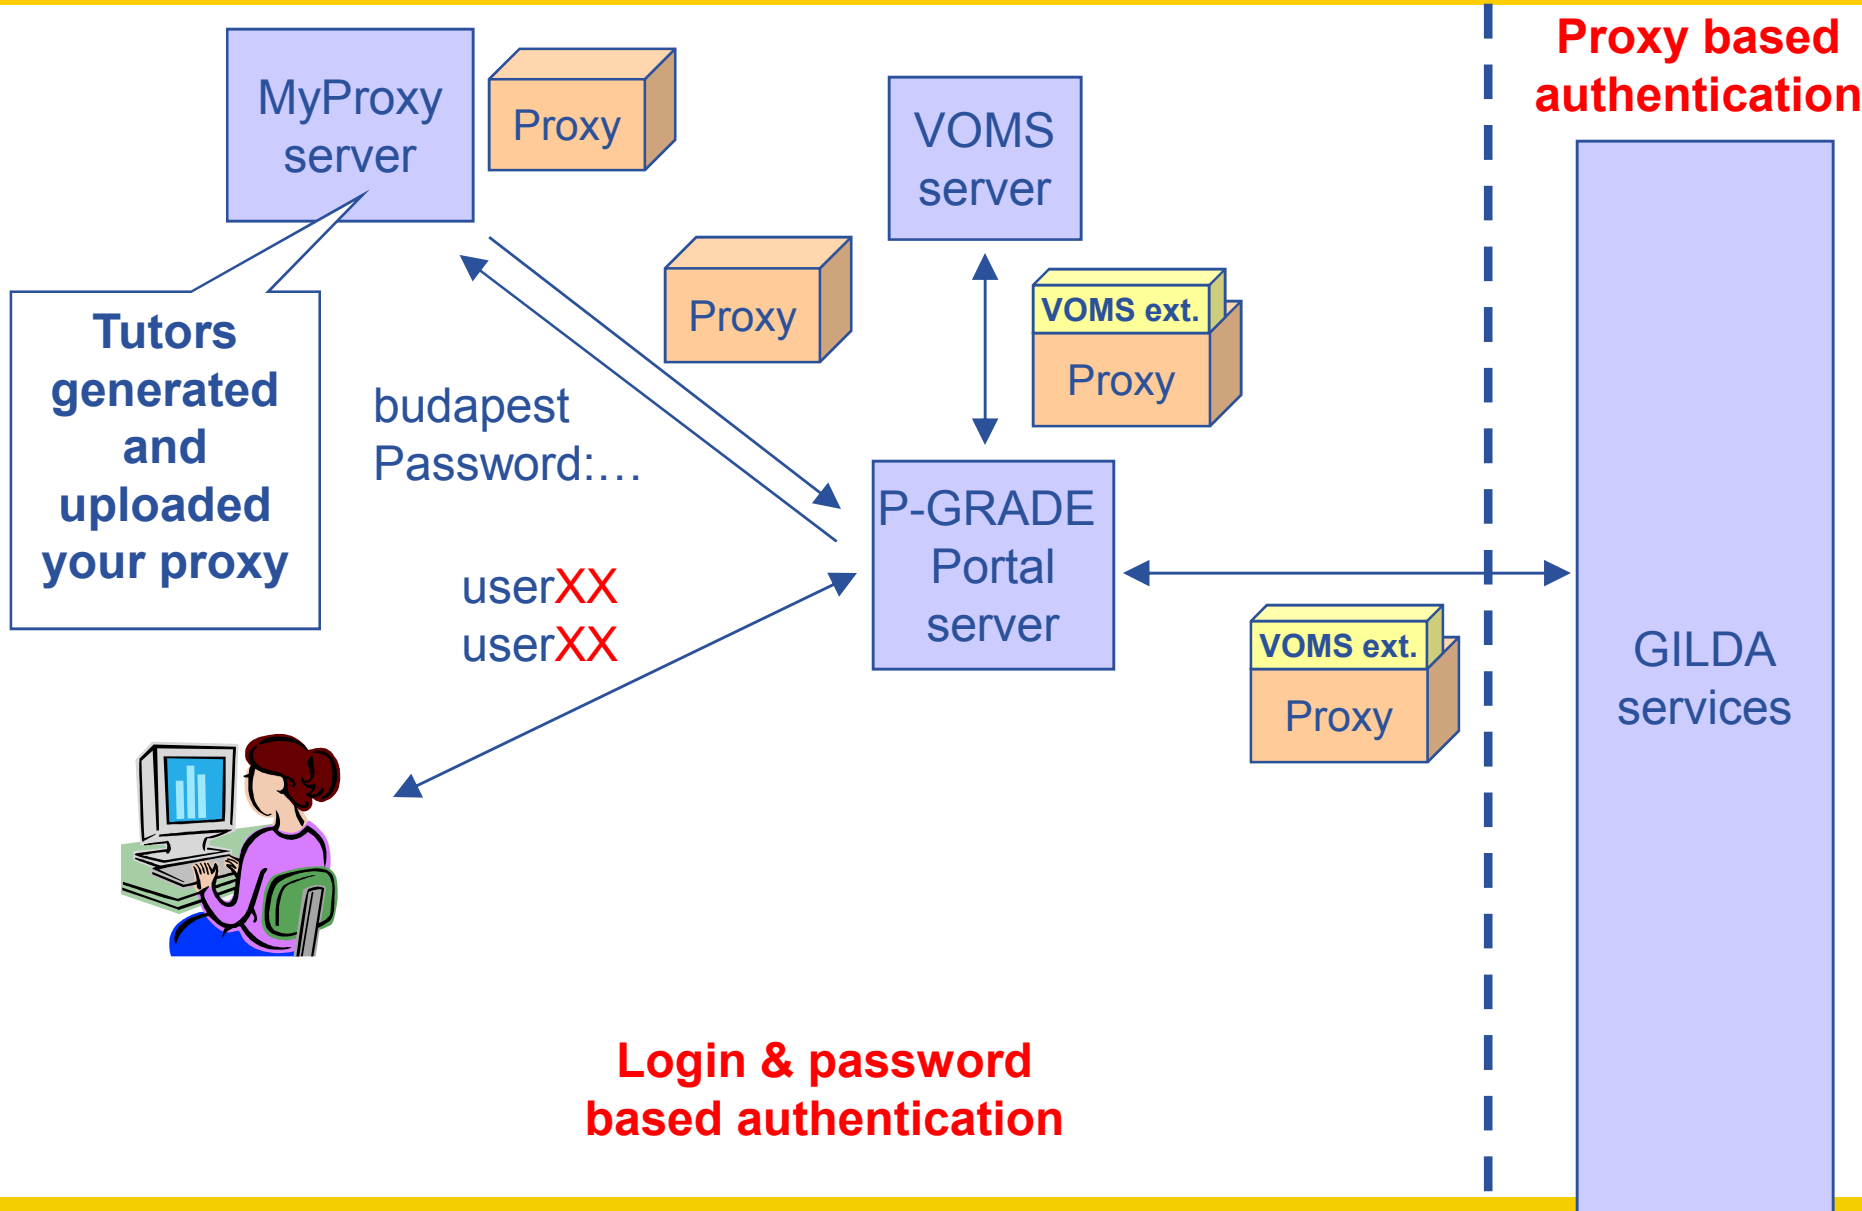 Proxy based
authentication
MyProxy
server
Proxy
VOMS
server
Proxy
VOMS ext.
Proxy
Tutors
generated
and
uploaded
your proxy
budapest
Password:…
userXX
userXX
P-GRADE
Portal
server
VOMS ext.
Proxy
GILDA
services
Login & password
based authentication